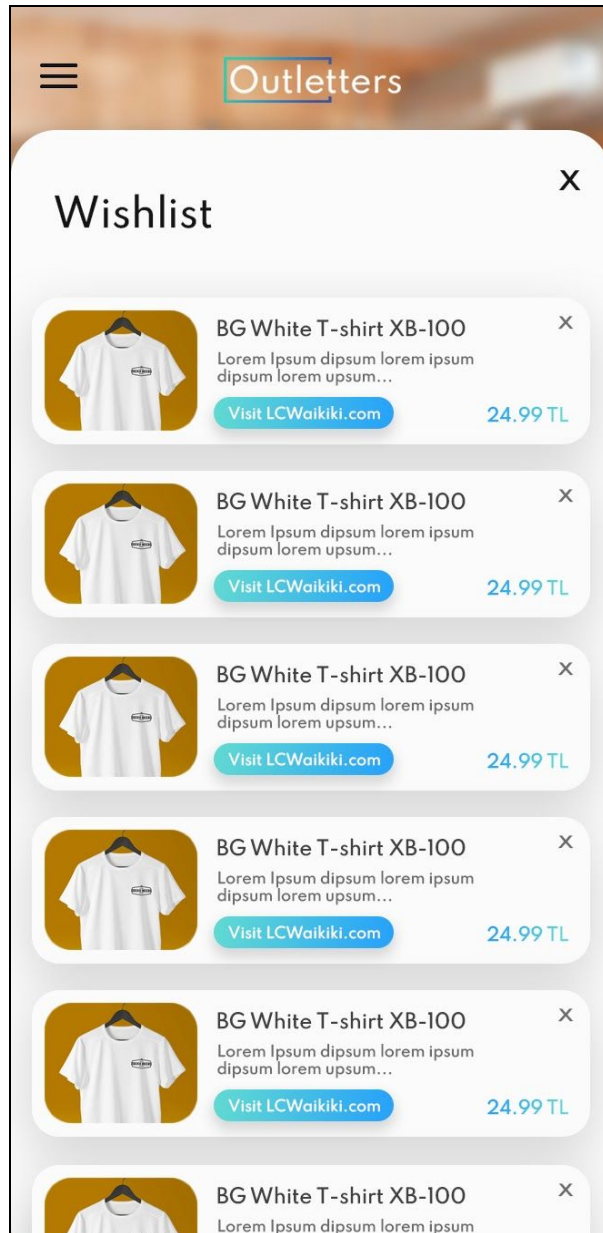 Outletters
X
Wishlist
BG White T-shirt XB-100
X
Lorem Ipsum dipsum lorem ipsum
dipsum lorem upsum...
Visit LCWaikiki.com
24.99 TL
BG White T-shirt XB-100
X
Lorem Ipsum dipsum lorem ipsum
dipsum lorem upsum...
Visit LCWaikiki.com
24.99 TL
BG White T-shirt XB-100
X
Lorem Ipsum dipsum lorem ipsum
dipsum lorem upsum...
Visit LCWaikiki.com
24.99 TL
BG White T-shirt XB-100
X
Lorem Ipsum dipsum lorem ipsum
dipsum lorem upsum...
Visit LCWaikiki.com
24.99 TL
BG White T-shirt XB-100
X
Lorem Ipsum dipsum lorem ipsum
dipsum lorem upsum...
Visit LCWaikiki.com
24.99 TL
BG White T-shirt XB-100
X
Lorem Ipsum dipsum lorem ipsum